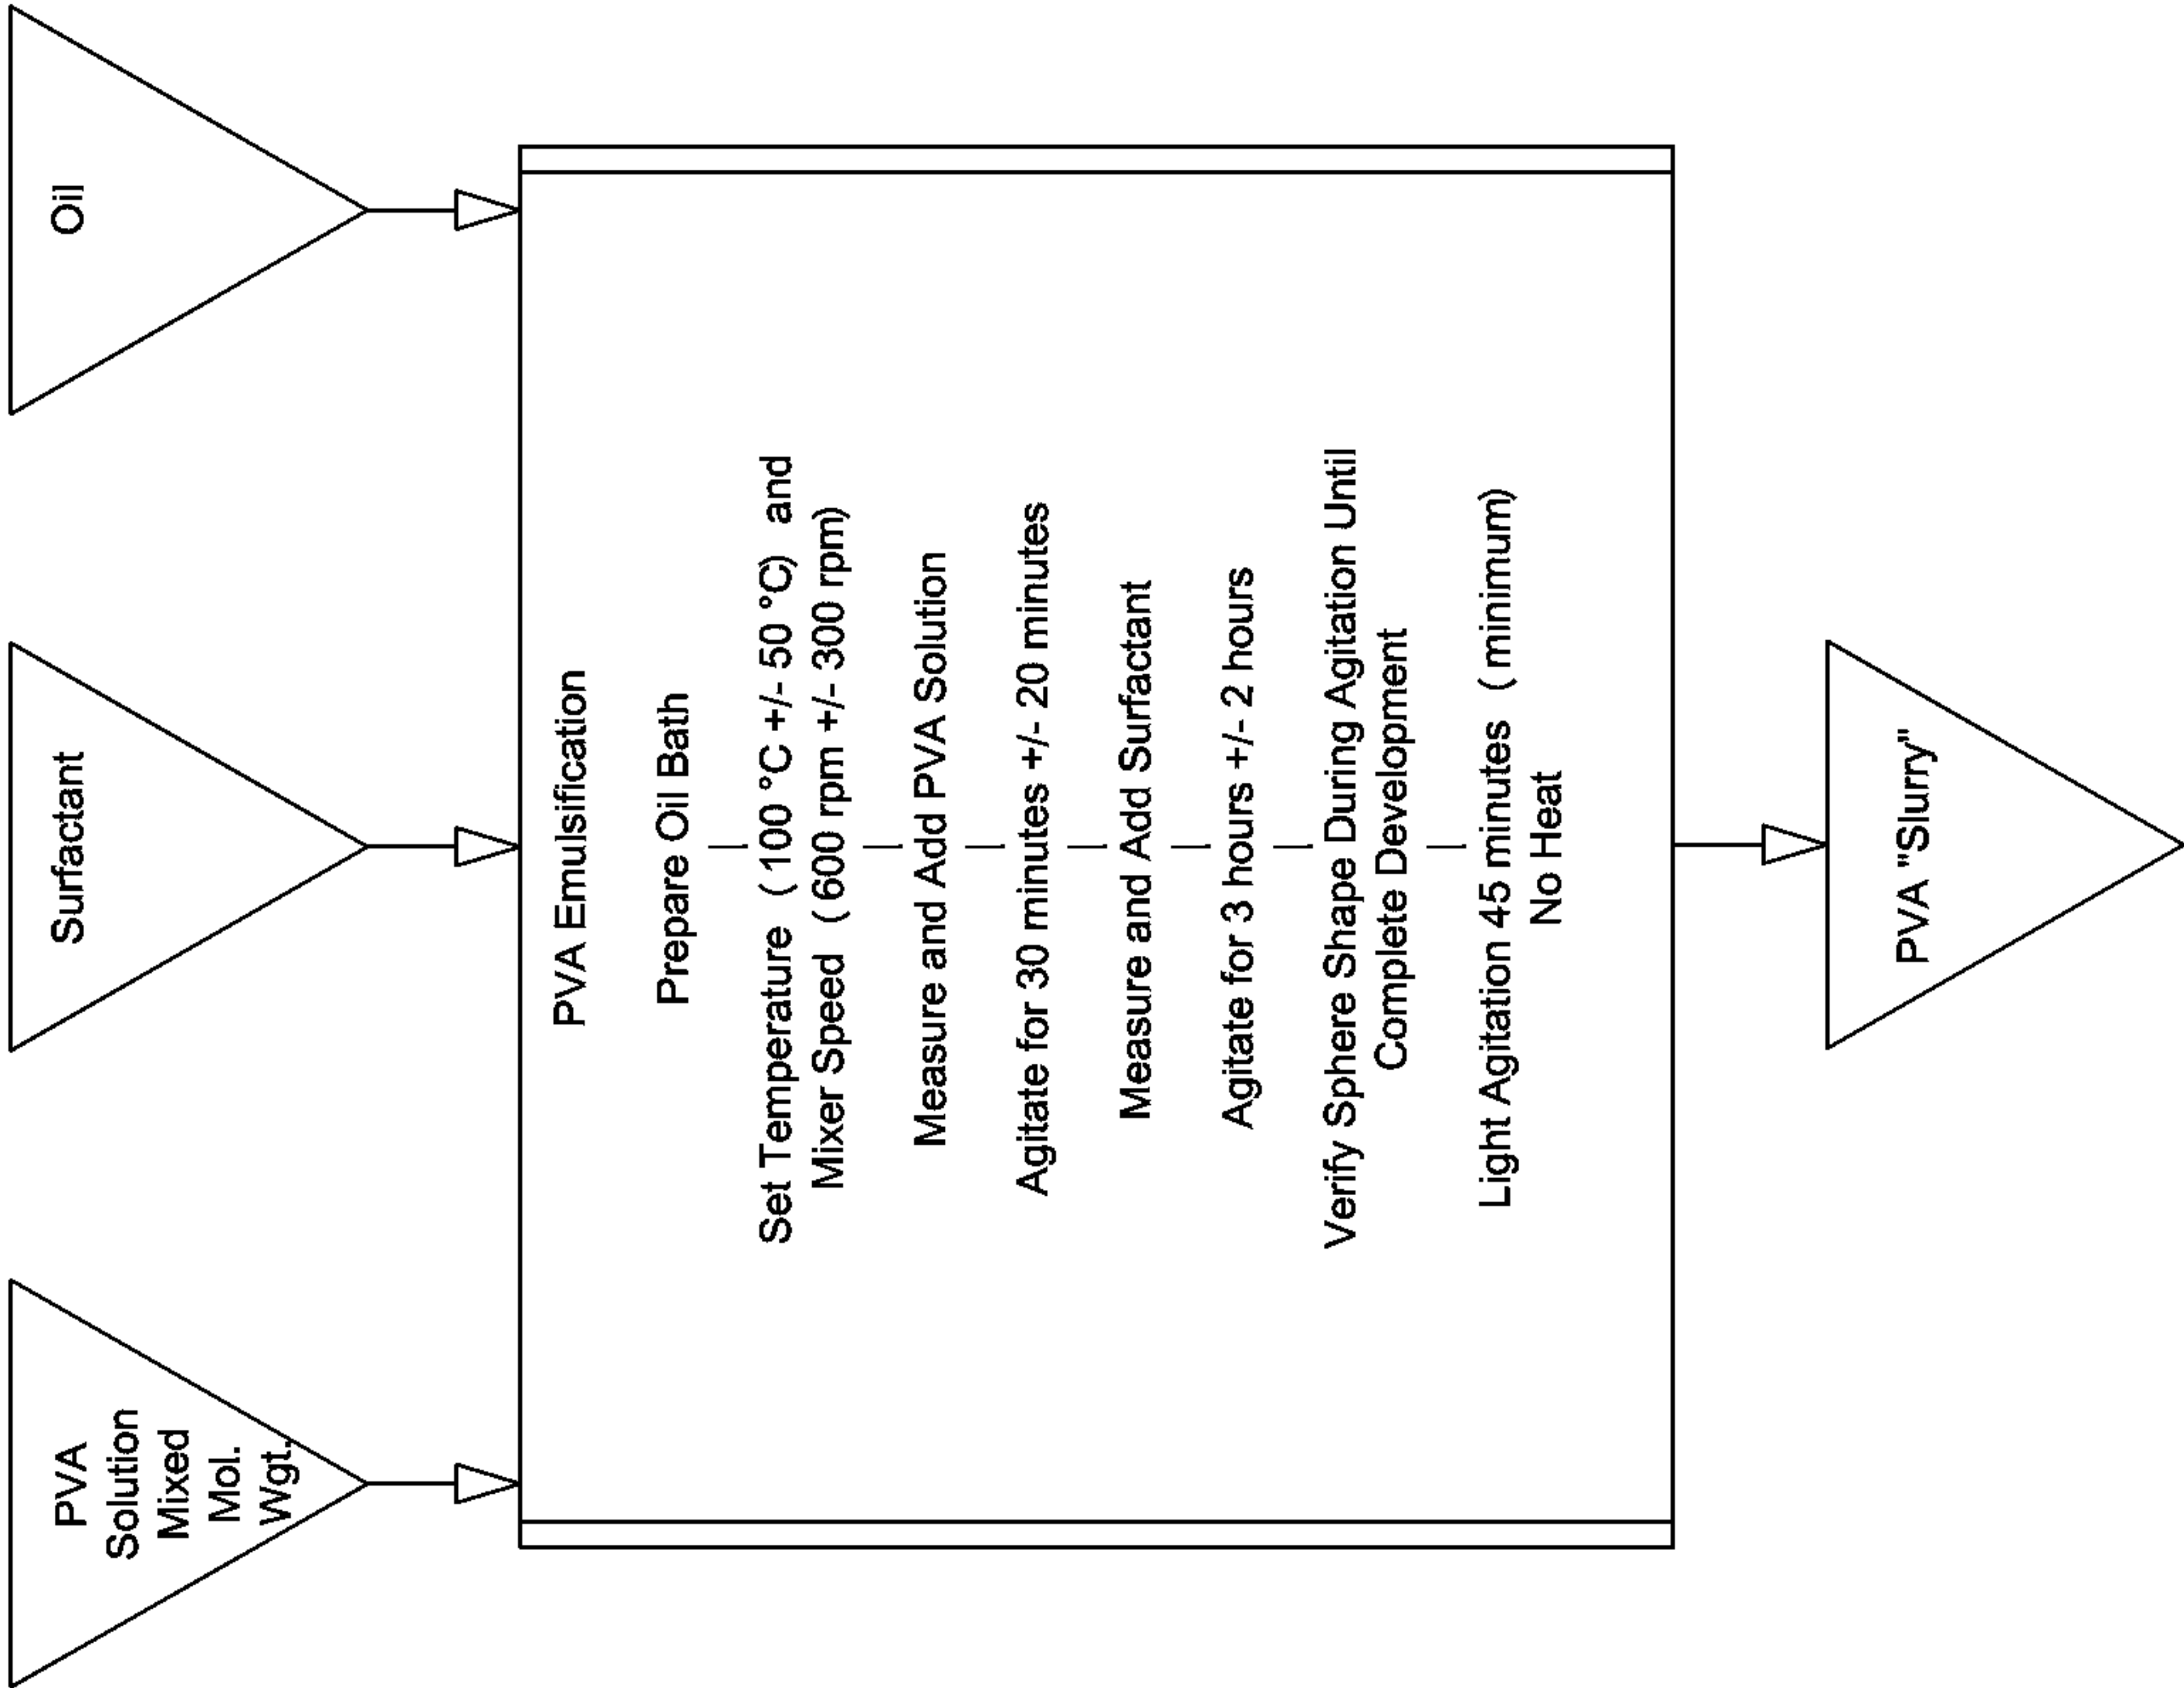 PVA
Solution
Mixed
Mol.
Wgt.
Surfactant
Oil
PVA Emulsification
Prepare Oil Bath
Set Temperature ( 100 °C +/- 50 °C) and
Mixer Speed ( 600 rpm +/- 300 rpm)
Measure and Add PVA Solution
Agitate for 30 minutes +/- 20 minutes
Measure and Add Surfactant
Agitate for 3 hours +/- 2 hours
Verify Sphere Shape During Agitation Until
Complete Development
Light Agitation 45 minutes ( minimum)
No Heat
PVA "Slurry"